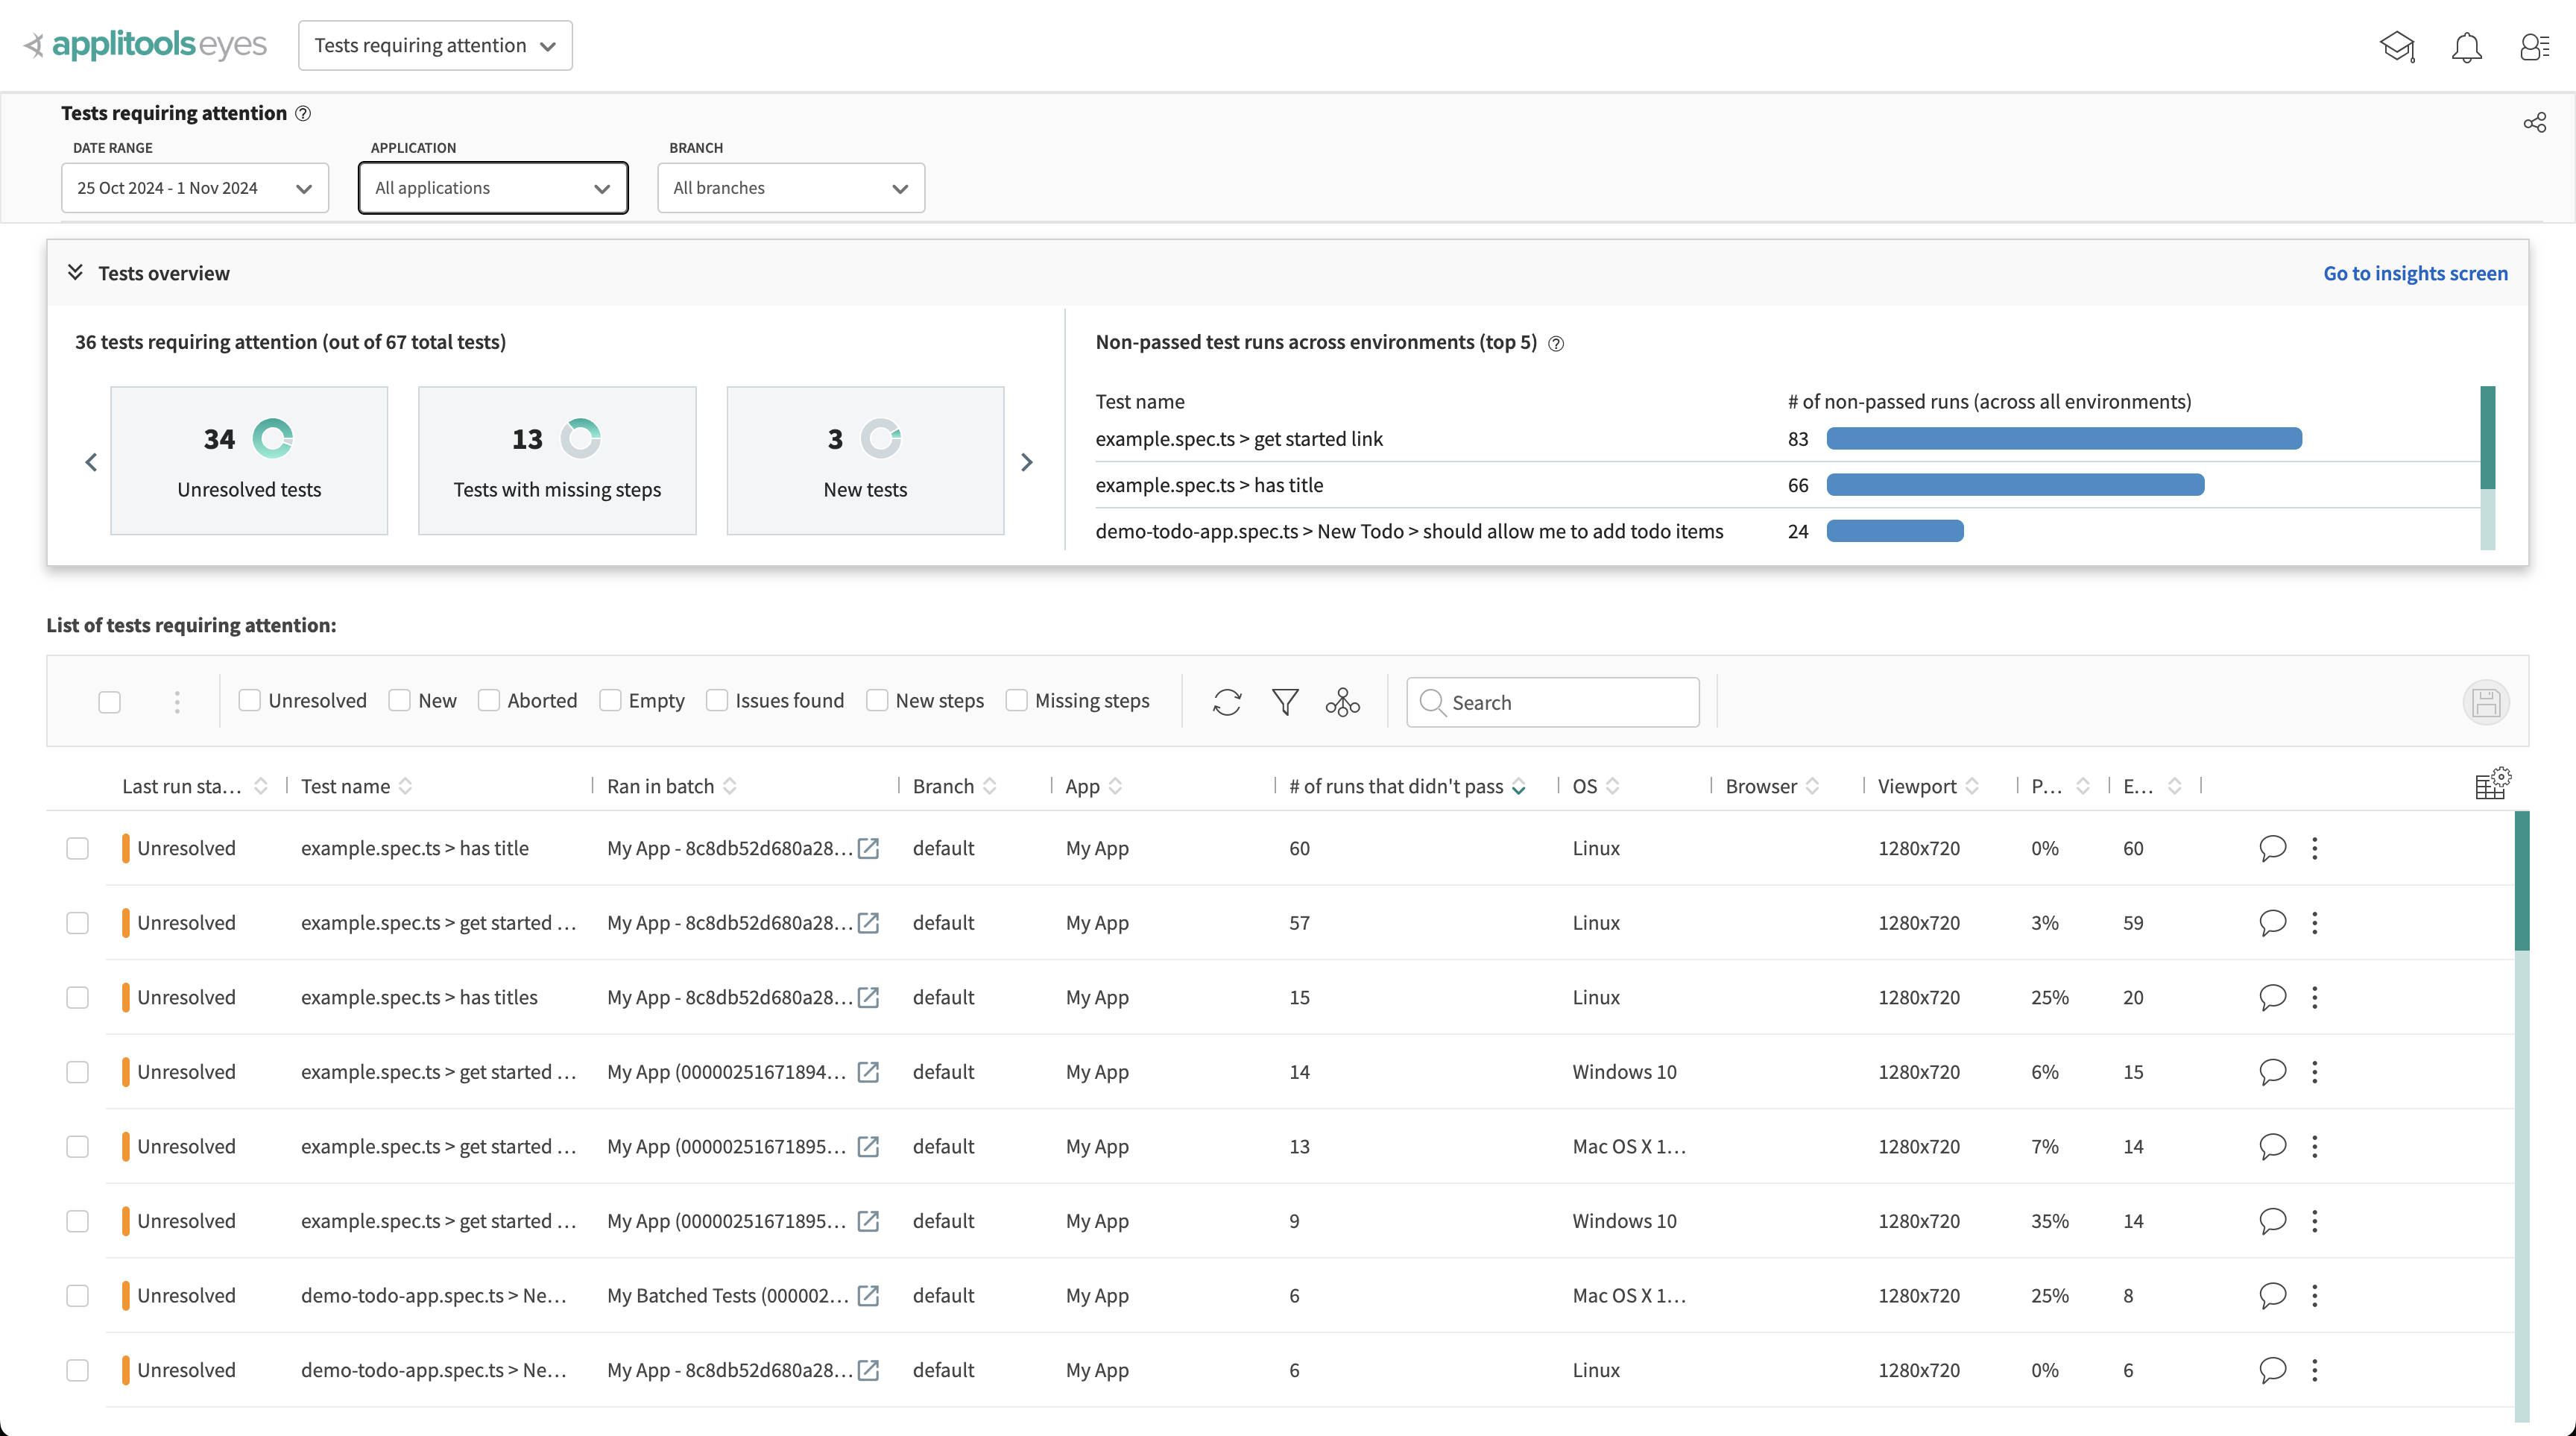 applitools eyes Tests requiring attention
Tests requiring attention ?
DATE RANGE APPLICATION BRANCH
25 Oct 2024 - 1 Nov 2024 All applications All branches
Tests overview Go to insights screen
36 tests requiring attention (out of 67 total tests)
34 13 3
Unresolved tests Tests with missing steps New tests
Non-passed test runs across environments (top 5) ?
Test name # of non-passed runs (across all environments)
example.spec.ts > get started link 83
example.spec.ts > has title 66
demo-todo-app.spec.ts > New Todo > should allow me to add todo items 24
List of tests requiring attention:
Unresolved New Aborted Empty Issues found New steps Missing steps Search
Last run sta... Test name Ran in batch Branch App # of runs that didn't pass OS Browser Viewport P... E...
Unresolved example.spec.ts > has title My App - 8c8db52d680a28... default My App 60 Linux 1280x720 0% 60
Unresolved example.spec.ts > get started ... My App - 8c8db52d680a28... default My App 57 Linux 1280x720 3% 59
Unresolved example.spec.ts > has titles My App - 8c8db52d680a28... default My App 15 Linux 1280x720 25% 20
Unresolved example.spec.ts > get started ... My App (00000251671894... default My App 14 Windows 10 1280x720 6% 15
Unresolved example.spec.ts > get started ... My App (00000251671895... default My App 13 Mac OS X 1... 1280x720 7% 14
Unresolved example.spec.ts > get started ... My App (00000251671895... default My App 9 Windows 10 1280x720 35% 14
Unresolved demo-todo-app.spec.ts > Ne... My Batched Tests (000002... default My App 6 Mac OS X 1... 1280x720 25% 8
Unresolved demo-todo-app.spec.ts > Ne... My App - 8c8db52d680a28... default My App 6 Linux 1280x720 0% 6